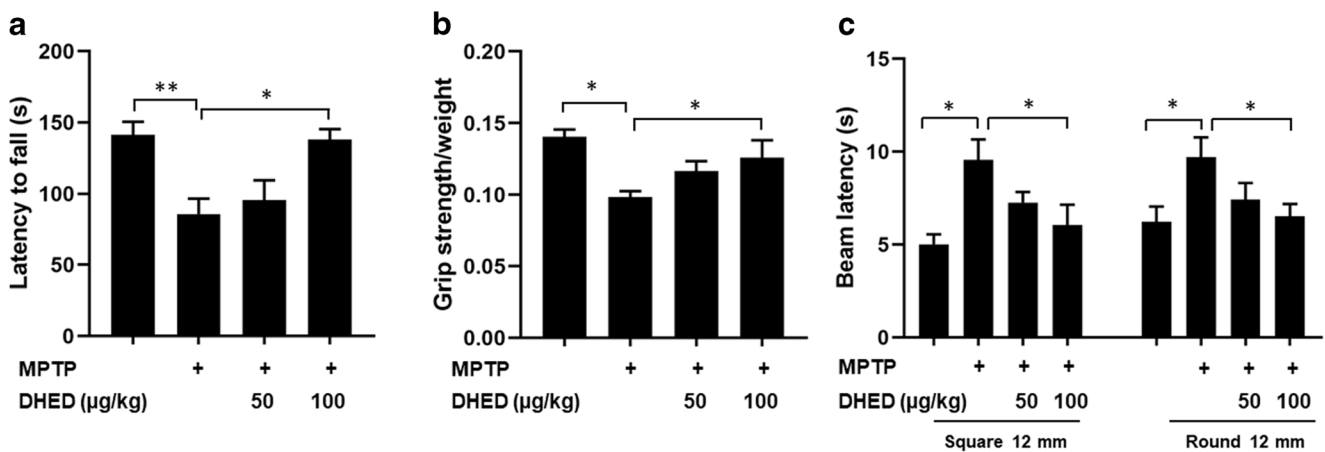 a
Latency to fall (s)
200
150
100
50
0
** *
MPTP + + +
DHED (µg/kg) 50 100
b
Grip strength/weight
0.20
0.15
0.10
0.05
0.00
* *
MPTP + + +
DHED (µg/kg) 50 100
c
Beam latency (s)
15
10
5
0
* * * *
MPTP + + + + + +
DHED (µg/kg) 50 100 50 100
Square 12 mm Round 12 mm